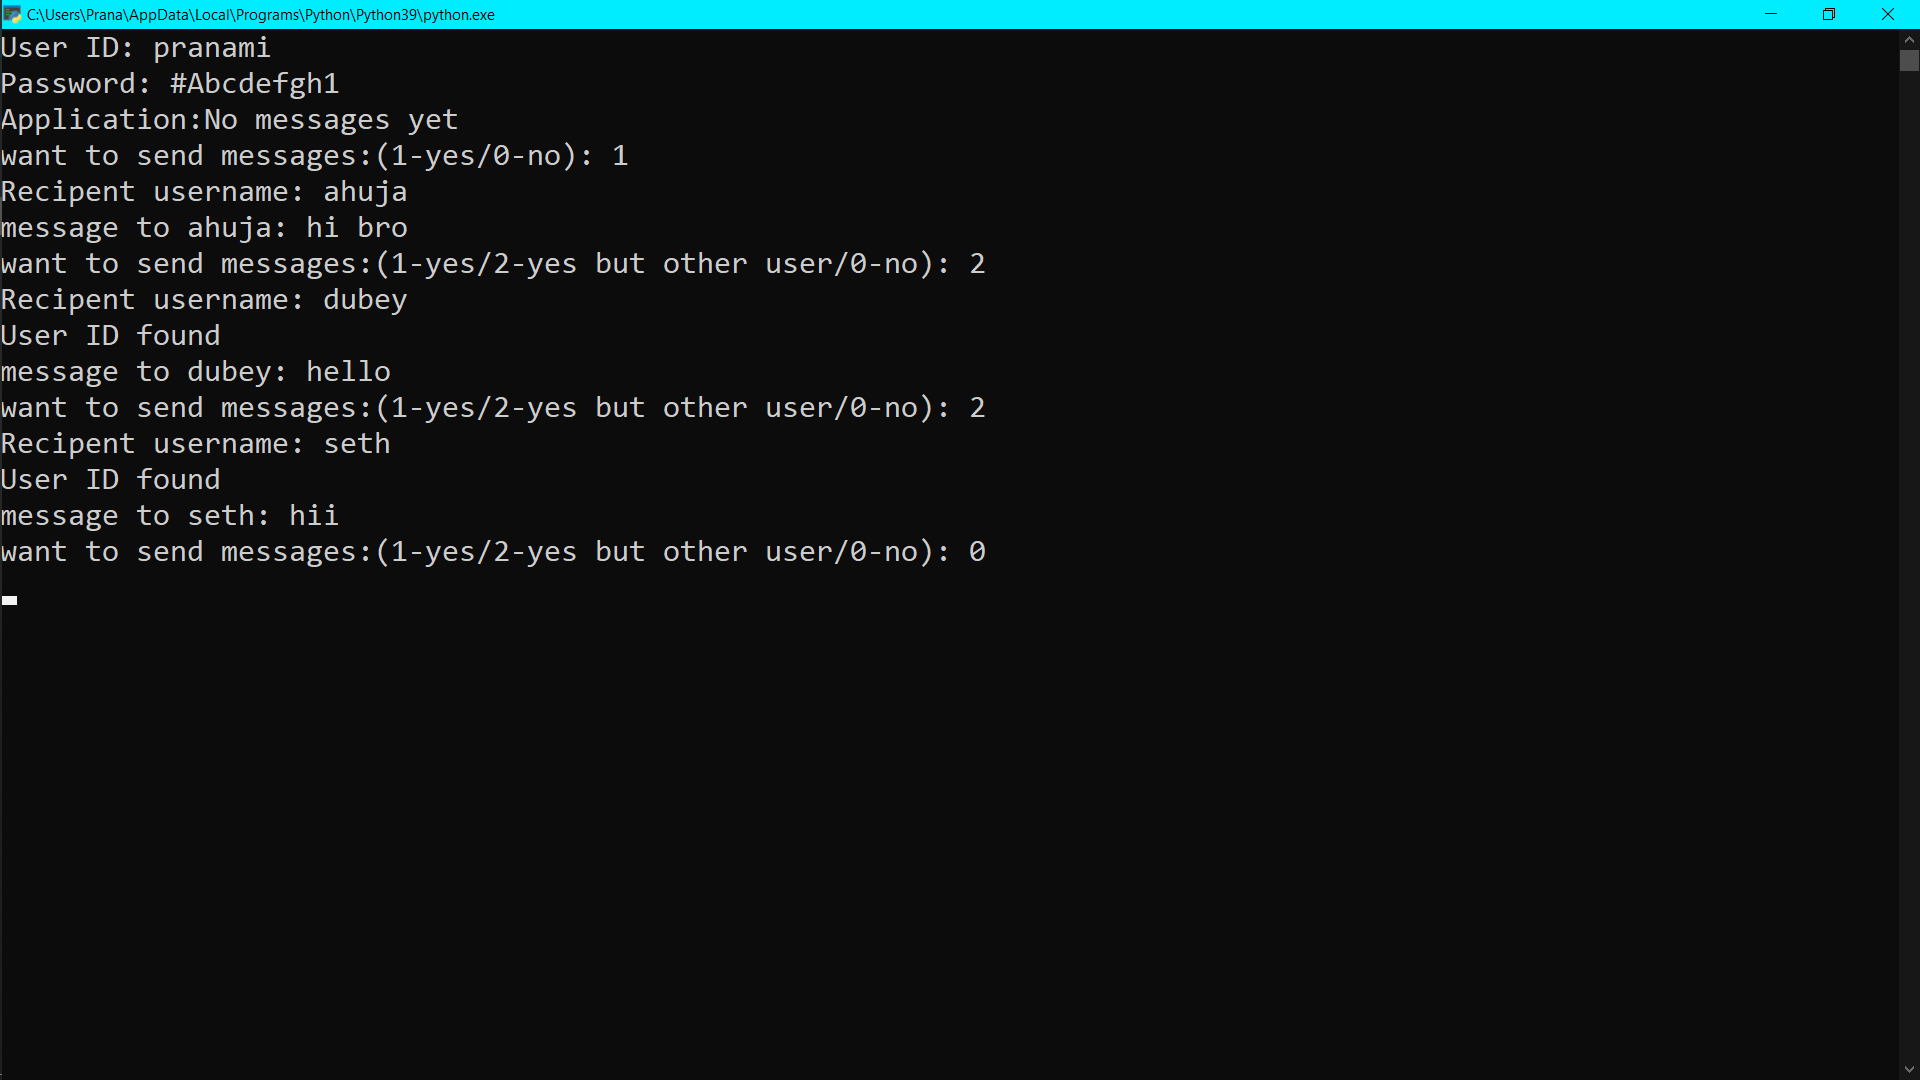 C:\Users\Prana\AppData\Local\Programs\Python\Python39\python.exe
User ID: pranami
Password: #Abcdefgh1
Application:No messages yet
want to send messages:(1-yes/0-no): 1
Recipent username: ahuja
message to ahuja: hi bro
want to send messages:(1-yes/2-yes but other user/0-no): 2
Recipent username: dubey
User ID found
message to dubey: hello
want to send messages:(1-yes/2-yes but other user/0-no): 2
Recipent username: seth
User ID found
message to seth: hii
want to send messages:(1-yes/2-yes but other user/0-no): 0